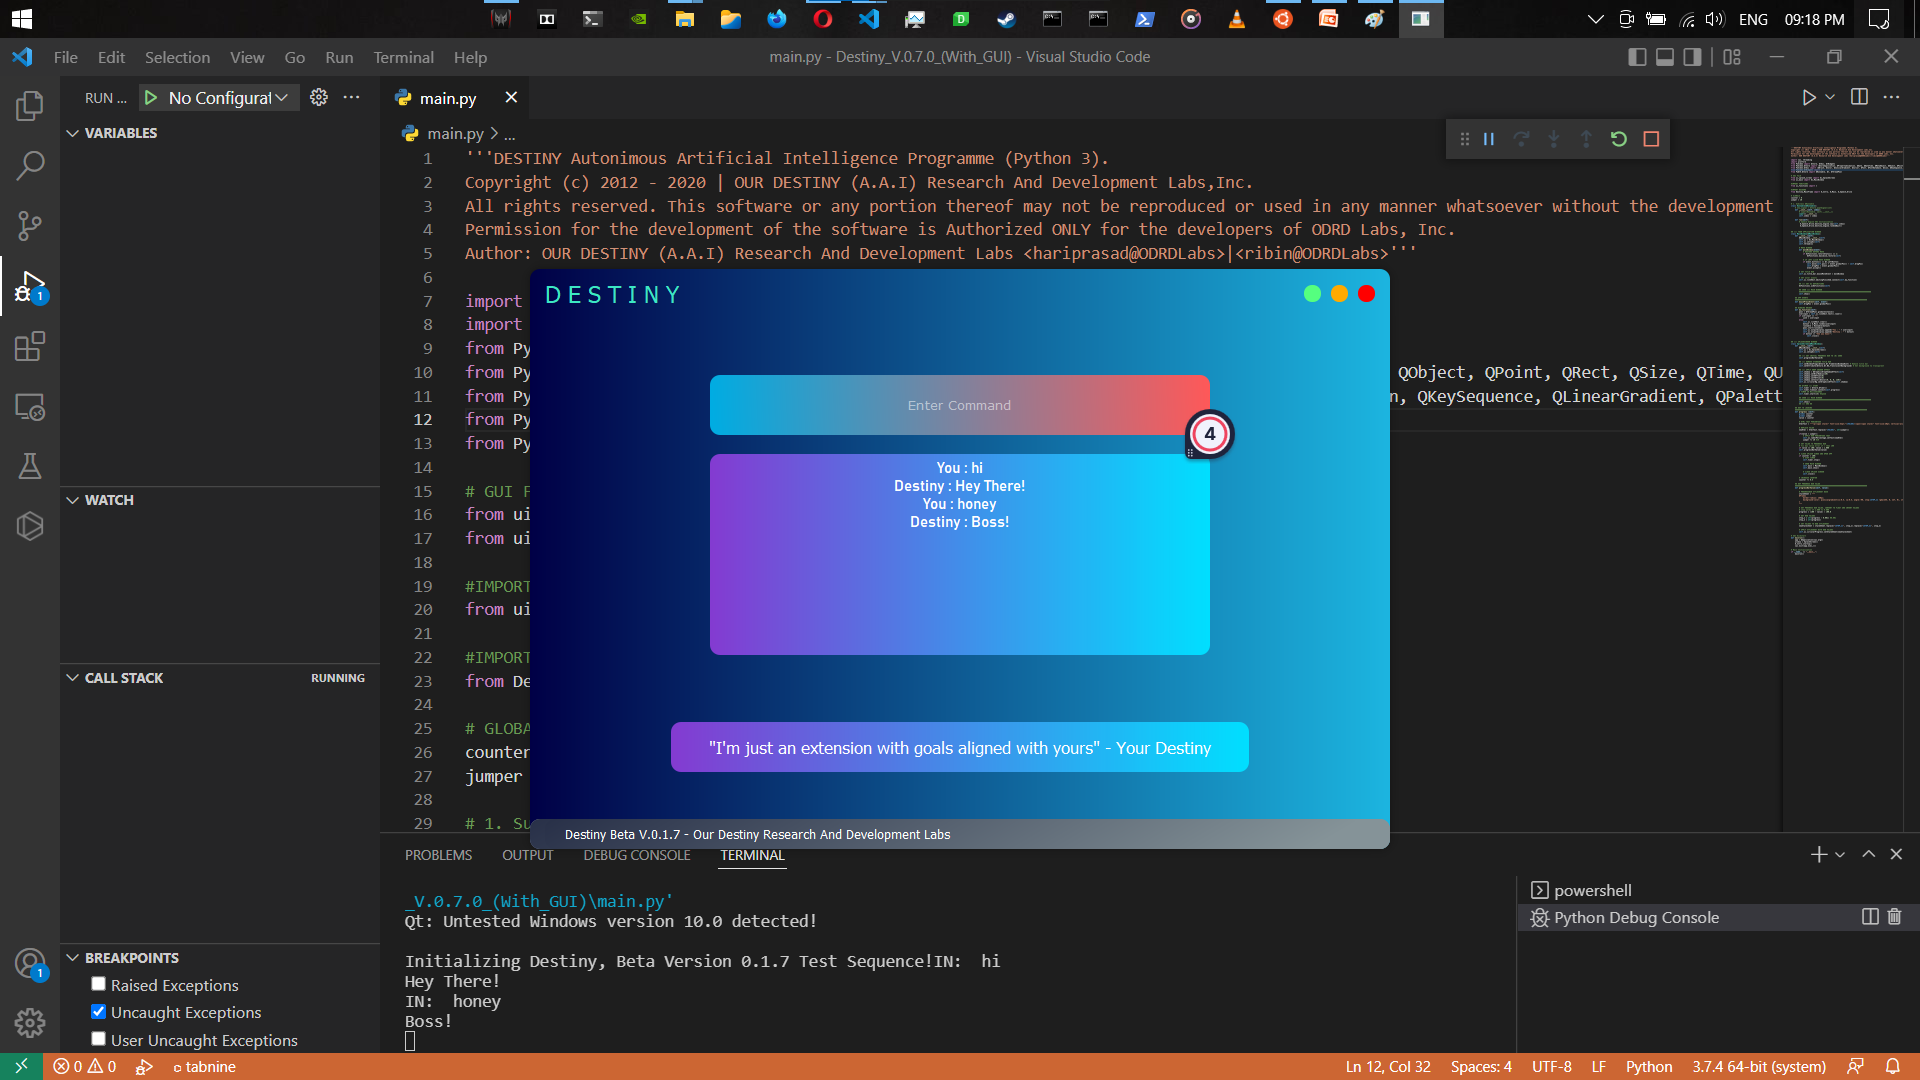 ENG 09:18 PM
File Edit Selection View Go Run Terminal Help
main.py - Destiny_V.0.7.0_(With_GUI) - Visual Studio Code
RUN ... No Configurat
main.py
VARIABLES
main.py > ...
1 '''DESTINY Autonimous Artificial Intelligence Programme (Python 3).
2 Copyright (c) 2012 - 2020 | OUR DESTINY (A.A.I) Research And Development Labs,Inc.
3 All rights reserved. This software or any portion thereof may not be reproduced or used in any manner whatsoever without the development
4 Permission for the development of the software is Authorized ONLY for the developers of ODRD Labs, Inc.
5 Author: OUR DESTINY (A.A.I) Research And Development Labs <hariprasad@ODRDLabs>|<ribin@ODRDLabs>'''
6
7 import
8 import
9 from Py
10 from Py QObject, QPoint, QRect, QSize, QTime, QU
11 from Py n, QKeySequence, QLinearGradient, QPalett
12 from Py
13 from Py
14
15 # GUI F
16 from ui
17 from ui
18
19 #IMPORT
20 from ui
21
22 #IMPORT
23 from De
24
25 # GLOBA
26 counter
27 jumper
28
29 # 1. Su
DESTINY
Enter Command
4
You : hi
Destiny : Hey There!
You : honey
Destiny : Boss!
"I'm just an extension with goals aligned with yours" - Your Destiny
Destiny Beta V.0.1.7 - Our Destiny Research And Development Labs
WATCH
CALL STACK RUNNING
BREAKPOINTS
Raised Exceptions
Uncaught Exceptions
User Uncaught Exceptions
1
1
PROBLEMS OUTPUT DEBUG CONSOLE TERMINAL
_V.0.7.0_(With_GUI)\main.py'
Qt: Untested Windows version 10.0 detected!
Initializing Destiny, Beta Version 0.1.7 Test Sequence!IN:  hi
Hey There!
IN:  honey
Boss!
powershell
Python Debug Console
0 0 tabnine
Ln 12, Col 32 Spaces: 4 UTF-8 LF Python 3.7.4 64-bit (system)